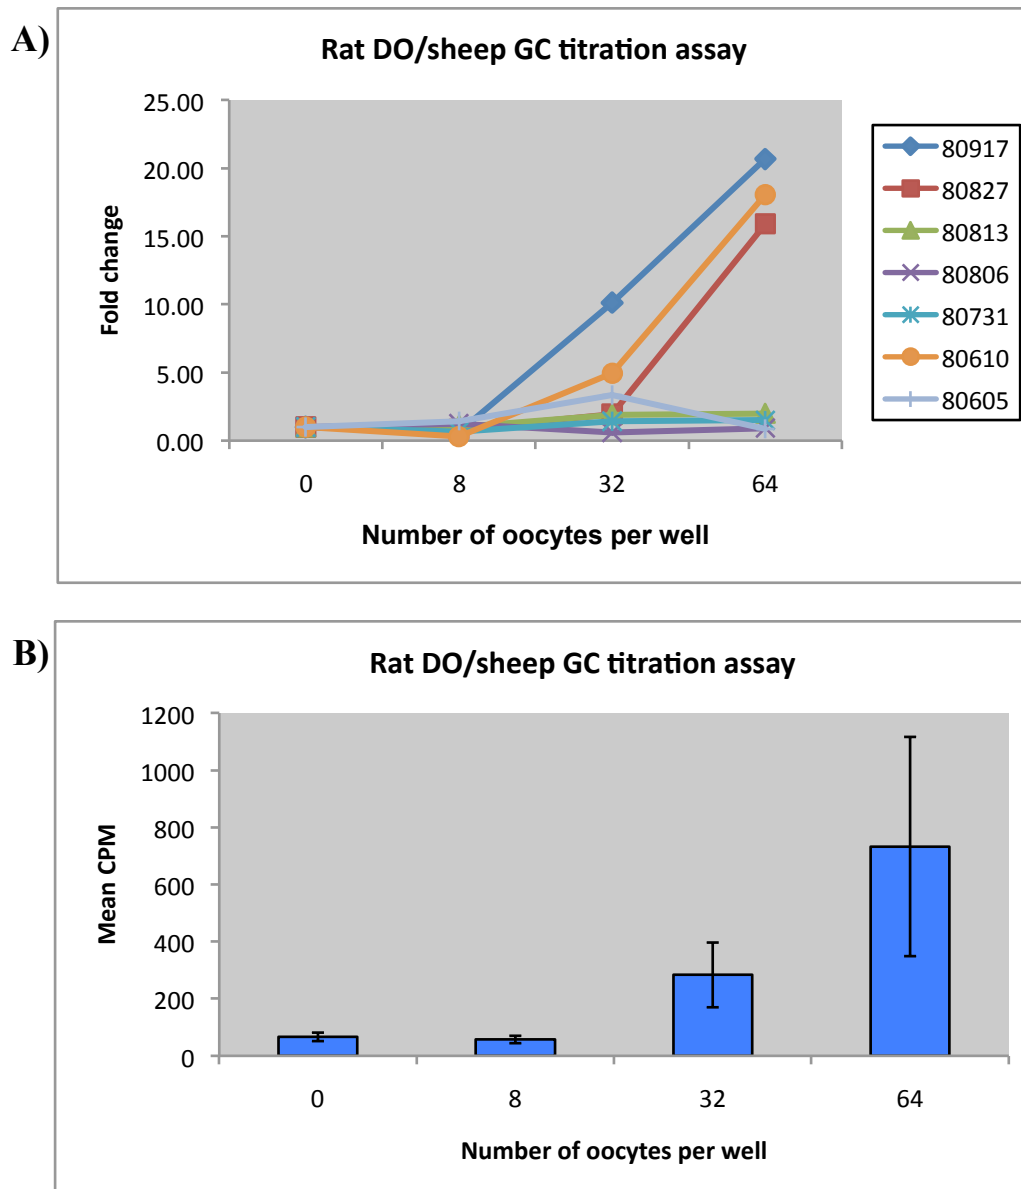 A)
Rat DO/sheep GC titration assay
25.00
20.00
15.00
10.00
5.00
0.00
Fold change
0 8 32 64
Number of oocytes per well
80917
80827
80813
80806
80731
80610
80605
B)
Rat DO/sheep GC titration assay
1200
1000
800
600
400
200
0
Mean CPM
0 8 32 64
Number of oocytes per well